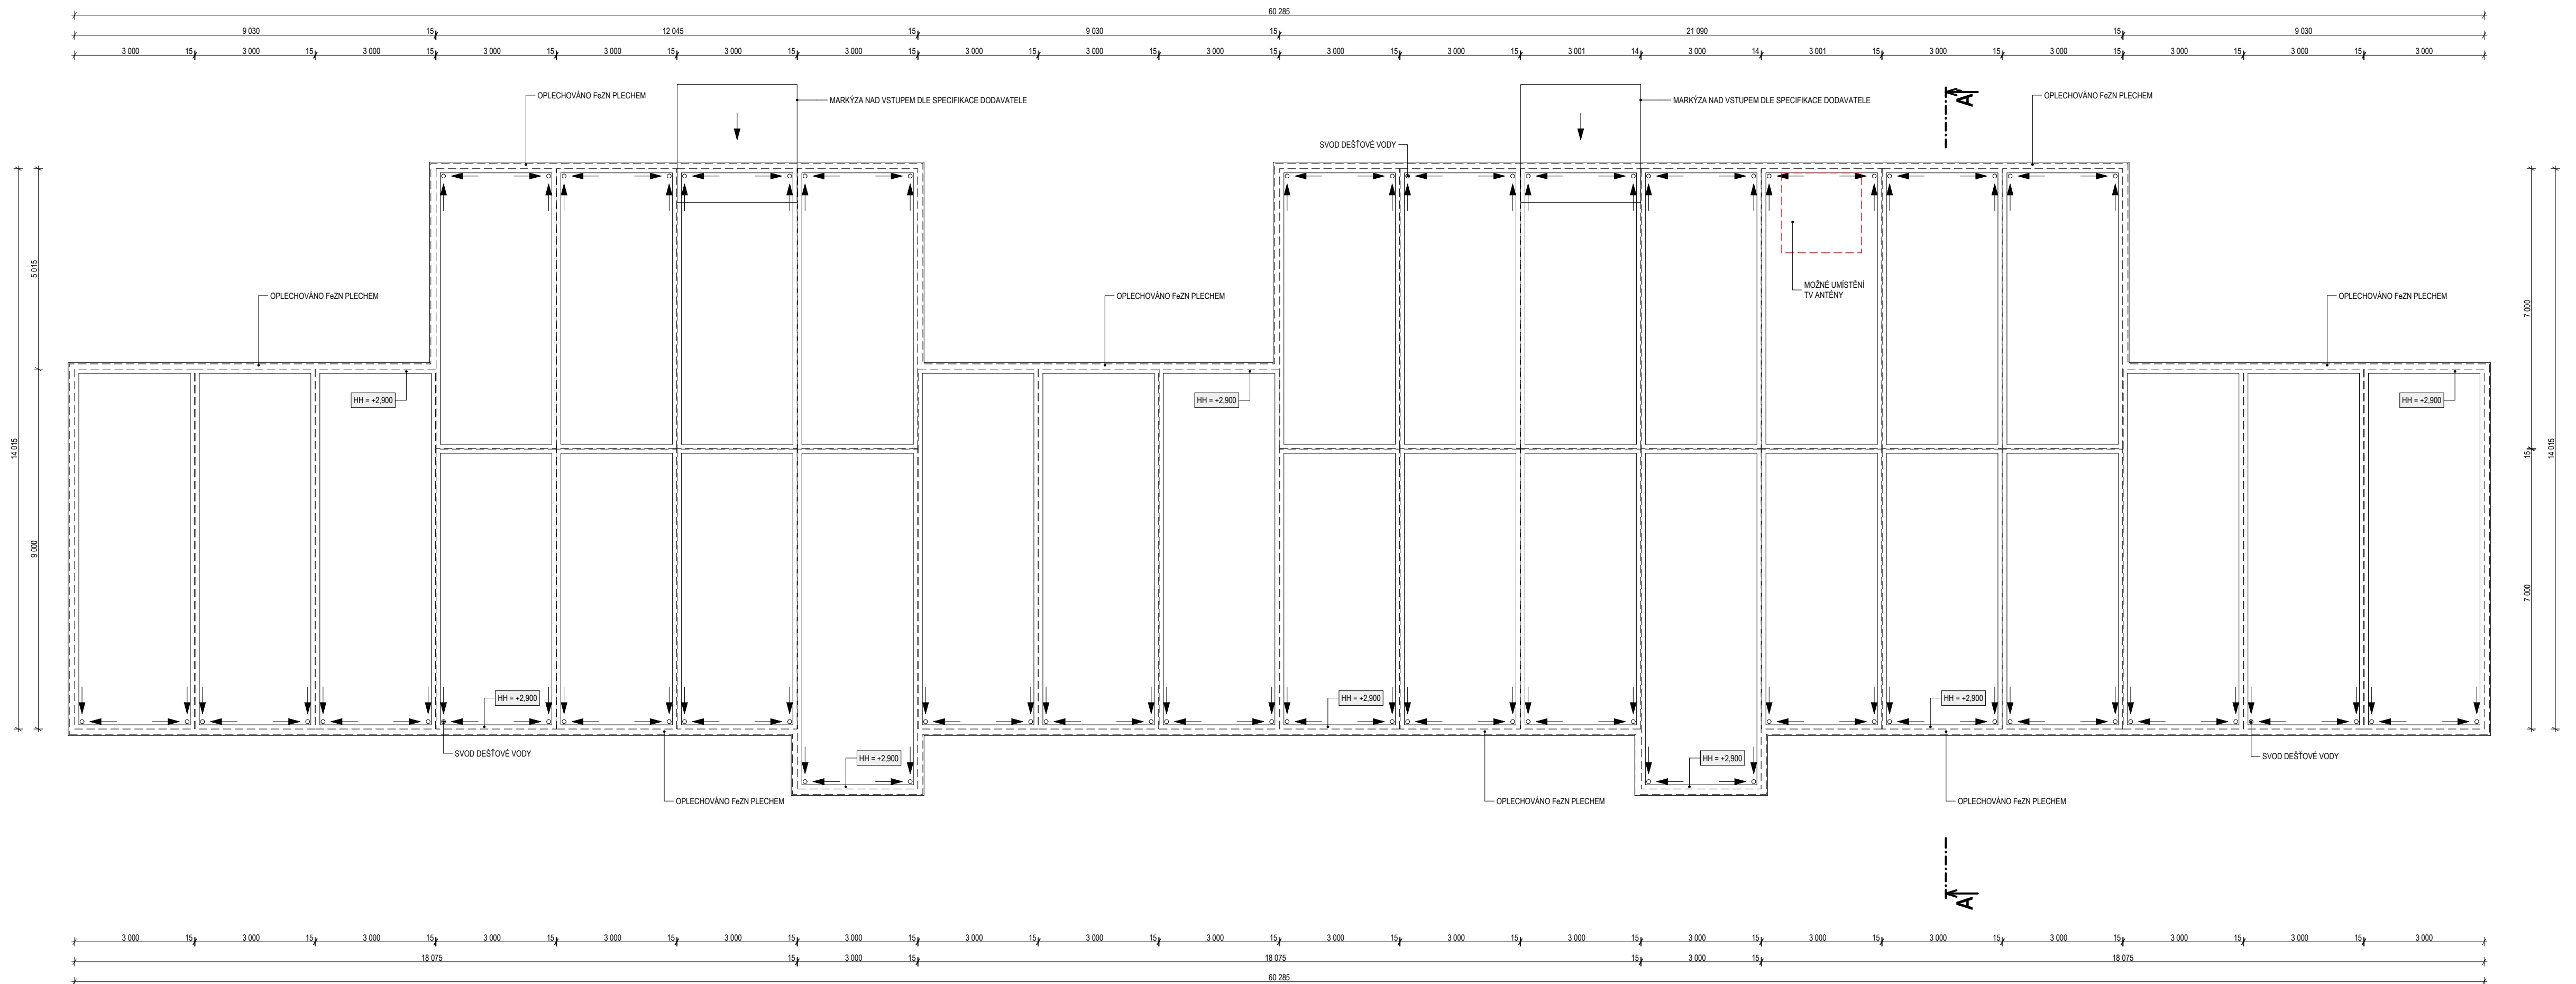 60 285
9 030 15 12 045 15 9 030 15 21 090 15 9 030
3 000 15 3 000 15 3 000 15 3 000 15 3 000 15 3 000 15 3 000 15 3 000 15 3 000 15 3 000 15 3 000 15 3 000 15 3 001 14 3 000 14 3 001 15 3 000 15 3 000 15 3 000 15 3 000 15 3 000
OPLECHOVÁNO FeZN PLECHEM
MARKÝZA NAD VSTUPEM DLE SPECIFIKACE DODAVATELE
MARKÝZA NAD VSTUPEM DLE SPECIFIKACE DODAVATELE
A
OPLECHOVÁNO FeZN PLECHEM
SVOD DEŠŤOVÉ VODY
5 015
MOŽNÉ UMÍSTĚNÍ
TV ANTÉNY
OPLECHOVÁNO FeZN PLECHEM
OPLECHOVÁNO FeZN PLECHEM
OPLECHOVÁNO FeZN PLECHEM
7 000
HH = +2,900
HH = +2,900
HH = +2,900
14 015
15
14 015
9 000
7 000
HH = +2,900
HH = +2,900
HH = +2,900
SVOD DEŠŤOVÉ VODY
HH = +2,900
HH = +2,900
SVOD DEŠŤOVÉ VODY
OPLECHOVÁNO FeZN PLECHEM
OPLECHOVÁNO FeZN PLECHEM
OPLECHOVÁNO FeZN PLECHEM
A
3 000 15 3 000 15 3 000 15 3 000 15 3 000 15 3 000 15 3 000 15 3 000 15 3 000 15 3 000 15 3 000 15 3 000 15 3 000 15 3 000 15 3 001 15 3 000 15 3 000 15 3 000 15 3 000 15 3 000
18 075 15 3 000 15 18 075 15 3 000 15 18 075
60 285